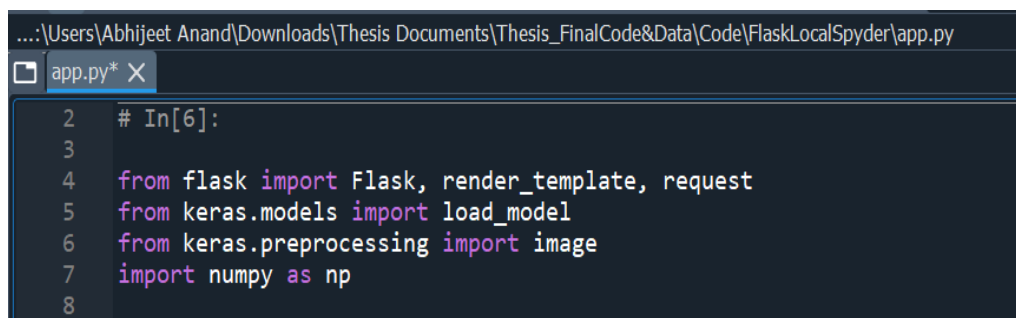 ...:\Users\Abhijeet Anand\Downloads\Thesis Documents\Thesis_FinalCode&Data\Code\FlaskLocalSpyder\app.py
app.py*
2 # In[6]:
3
4 from flask import Flask, render_template, request
5 from keras.models import load_model
6 from keras.preprocessing import image
7 import numpy as np
8